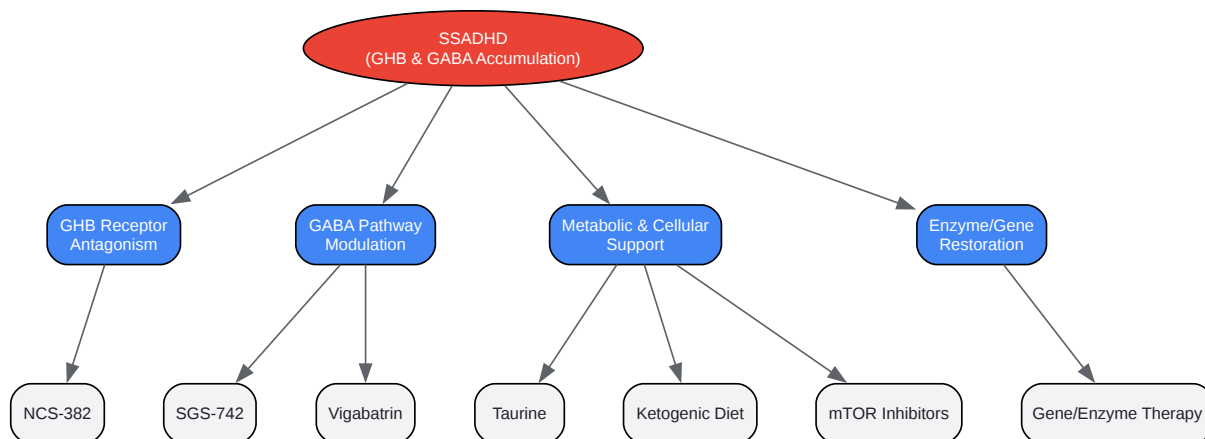 SSADHD
(GHB & GABA Accumulation)
GHB Receptor
Antagonism
GABA Pathway
Modulation
Metabolic & Cellular
Support
Enzyme/Gene
Restoration
NCS-382
SGS-742
Vigabatrin
Taurine
Ketogenic Diet
mTOR Inhibitors
Gene/Enzyme Therapy